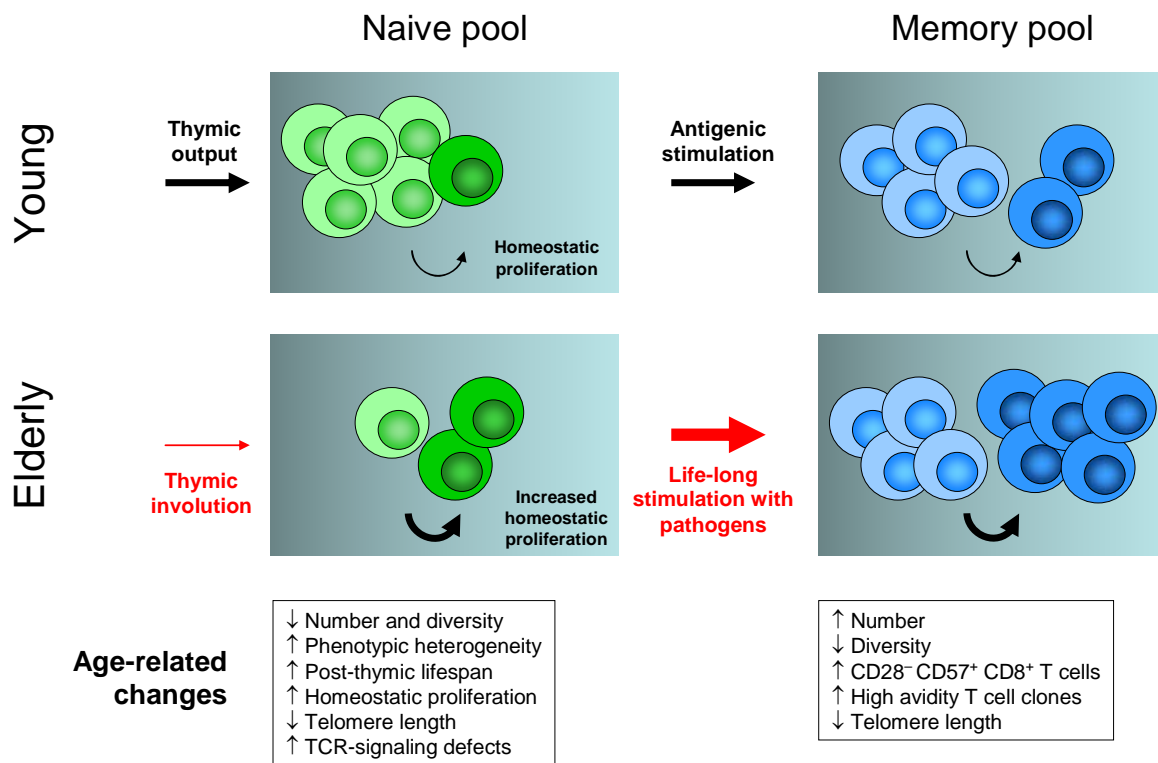 Naive pool
Memory pool
Young
Thymic
output
Homeostatic
proliferation
Antigenic
stimulation
Elderly
Thymic
involution
Increased
homeostatic
proliferation
Life-long
stimulation with
pathogens
Age-related
changes
↓ Number and diversity
↑ Phenotypic heterogeneity
↑ Post-thymic lifespan
↑ Homeostatic proliferation
↓ Telomere length
↑ TCR-signaling defects
↑ Number
↓ Diversity
↑ CD28⁻ CD57⁺ CD8⁺ T cells
↑ High avidity T cell clones
↓ Telomere length